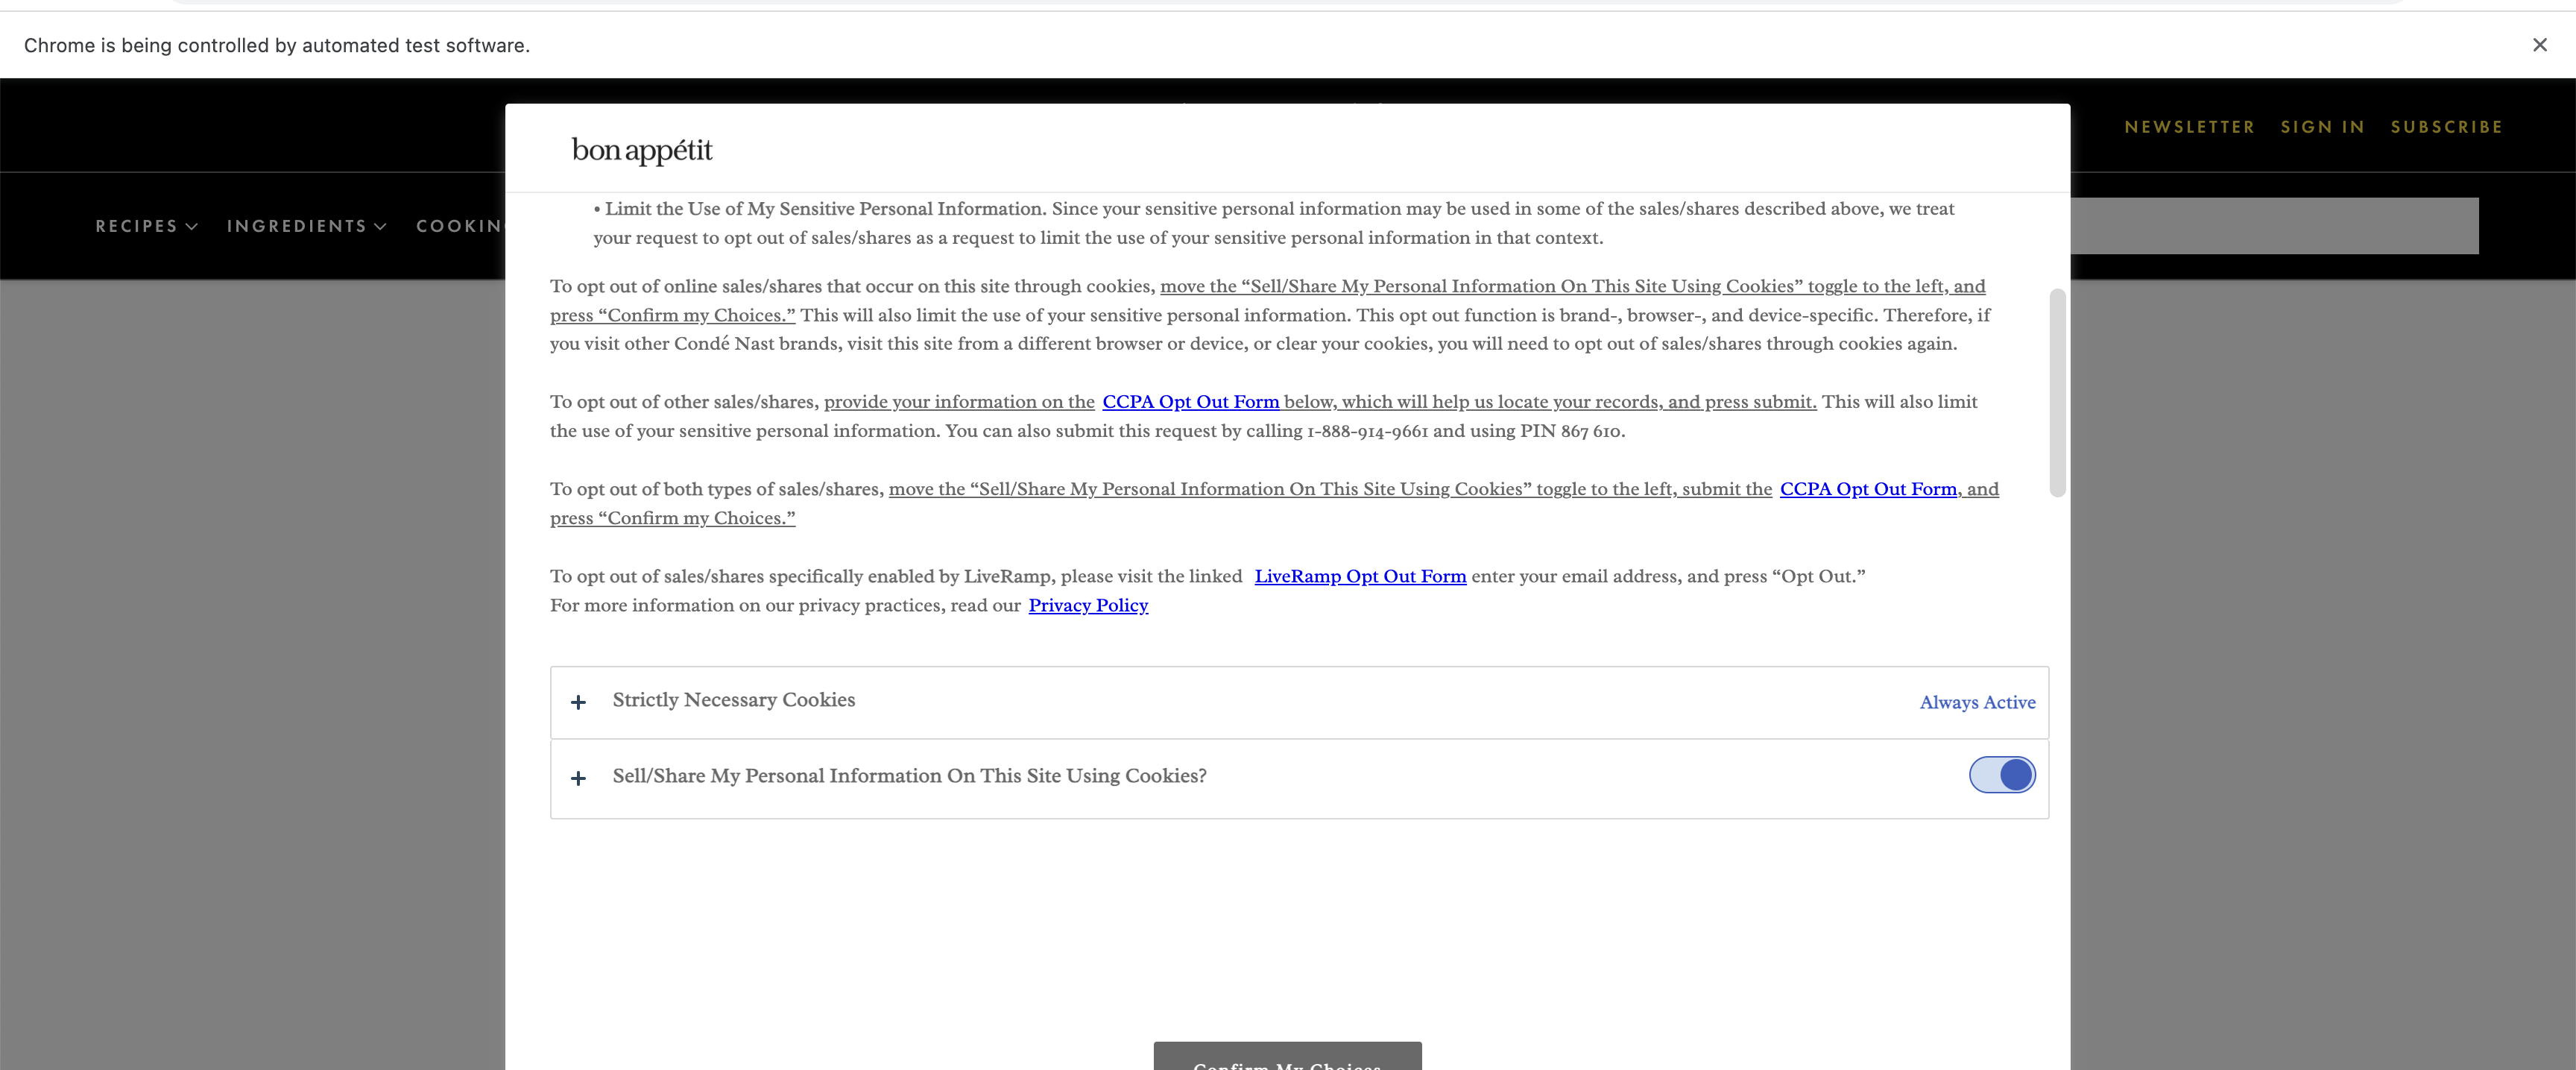 Chrome is being controlled by automated test software.
NEWSLETTER SIGN IN SUBSCRIBE
bon appétit
RECIPES INGREDIENTS
• Limit the Use of My Sensitive Personal Information. Since your sensitive personal information may be used in some of the sales/shares described above, we treat
your request to opt out of sales/shares as a request to limit the use of your sensitive personal information in that context.
To opt out of online sales/shares that occur on this site through cookies, move the “Sell/Share My Personal Information On This Site Using Cookies” toggle to the left, and
press “Confirm my Choices.” This will also limit the use of your sensitive personal information. This opt out function is brand-, browser-, and device-specific. Therefore, if
you visit other Condé Nast brands, visit this site from a different browser or device, or clear your cookies, you will need to opt out of sales/shares through cookies again.
To opt out of other sales/shares, provide your information on the CCPA Opt Out Form below, which will help us locate your records, and press submit. This will also limit
the use of your sensitive personal information. You can also submit this request by calling 1-888-914-9661 and using PIN 867 610.
To opt out of both types of sales/shares, move the “Sell/Share My Personal Information On This Site Using Cookies” toggle to the left, submit the CCPA Opt Out Form, and
press “Confirm my Choices.”
To opt out of sales/shares specifically enabled by LiveRamp, please visit the linked LiveRamp Opt Out Form enter your email address, and press “Opt Out.”
For more information on our privacy practices, read our Privacy Policy
Strictly Necessary Cookies Always Active
Sell/Share My Personal Information On This Site Using Cookies?
Confirm My Choices